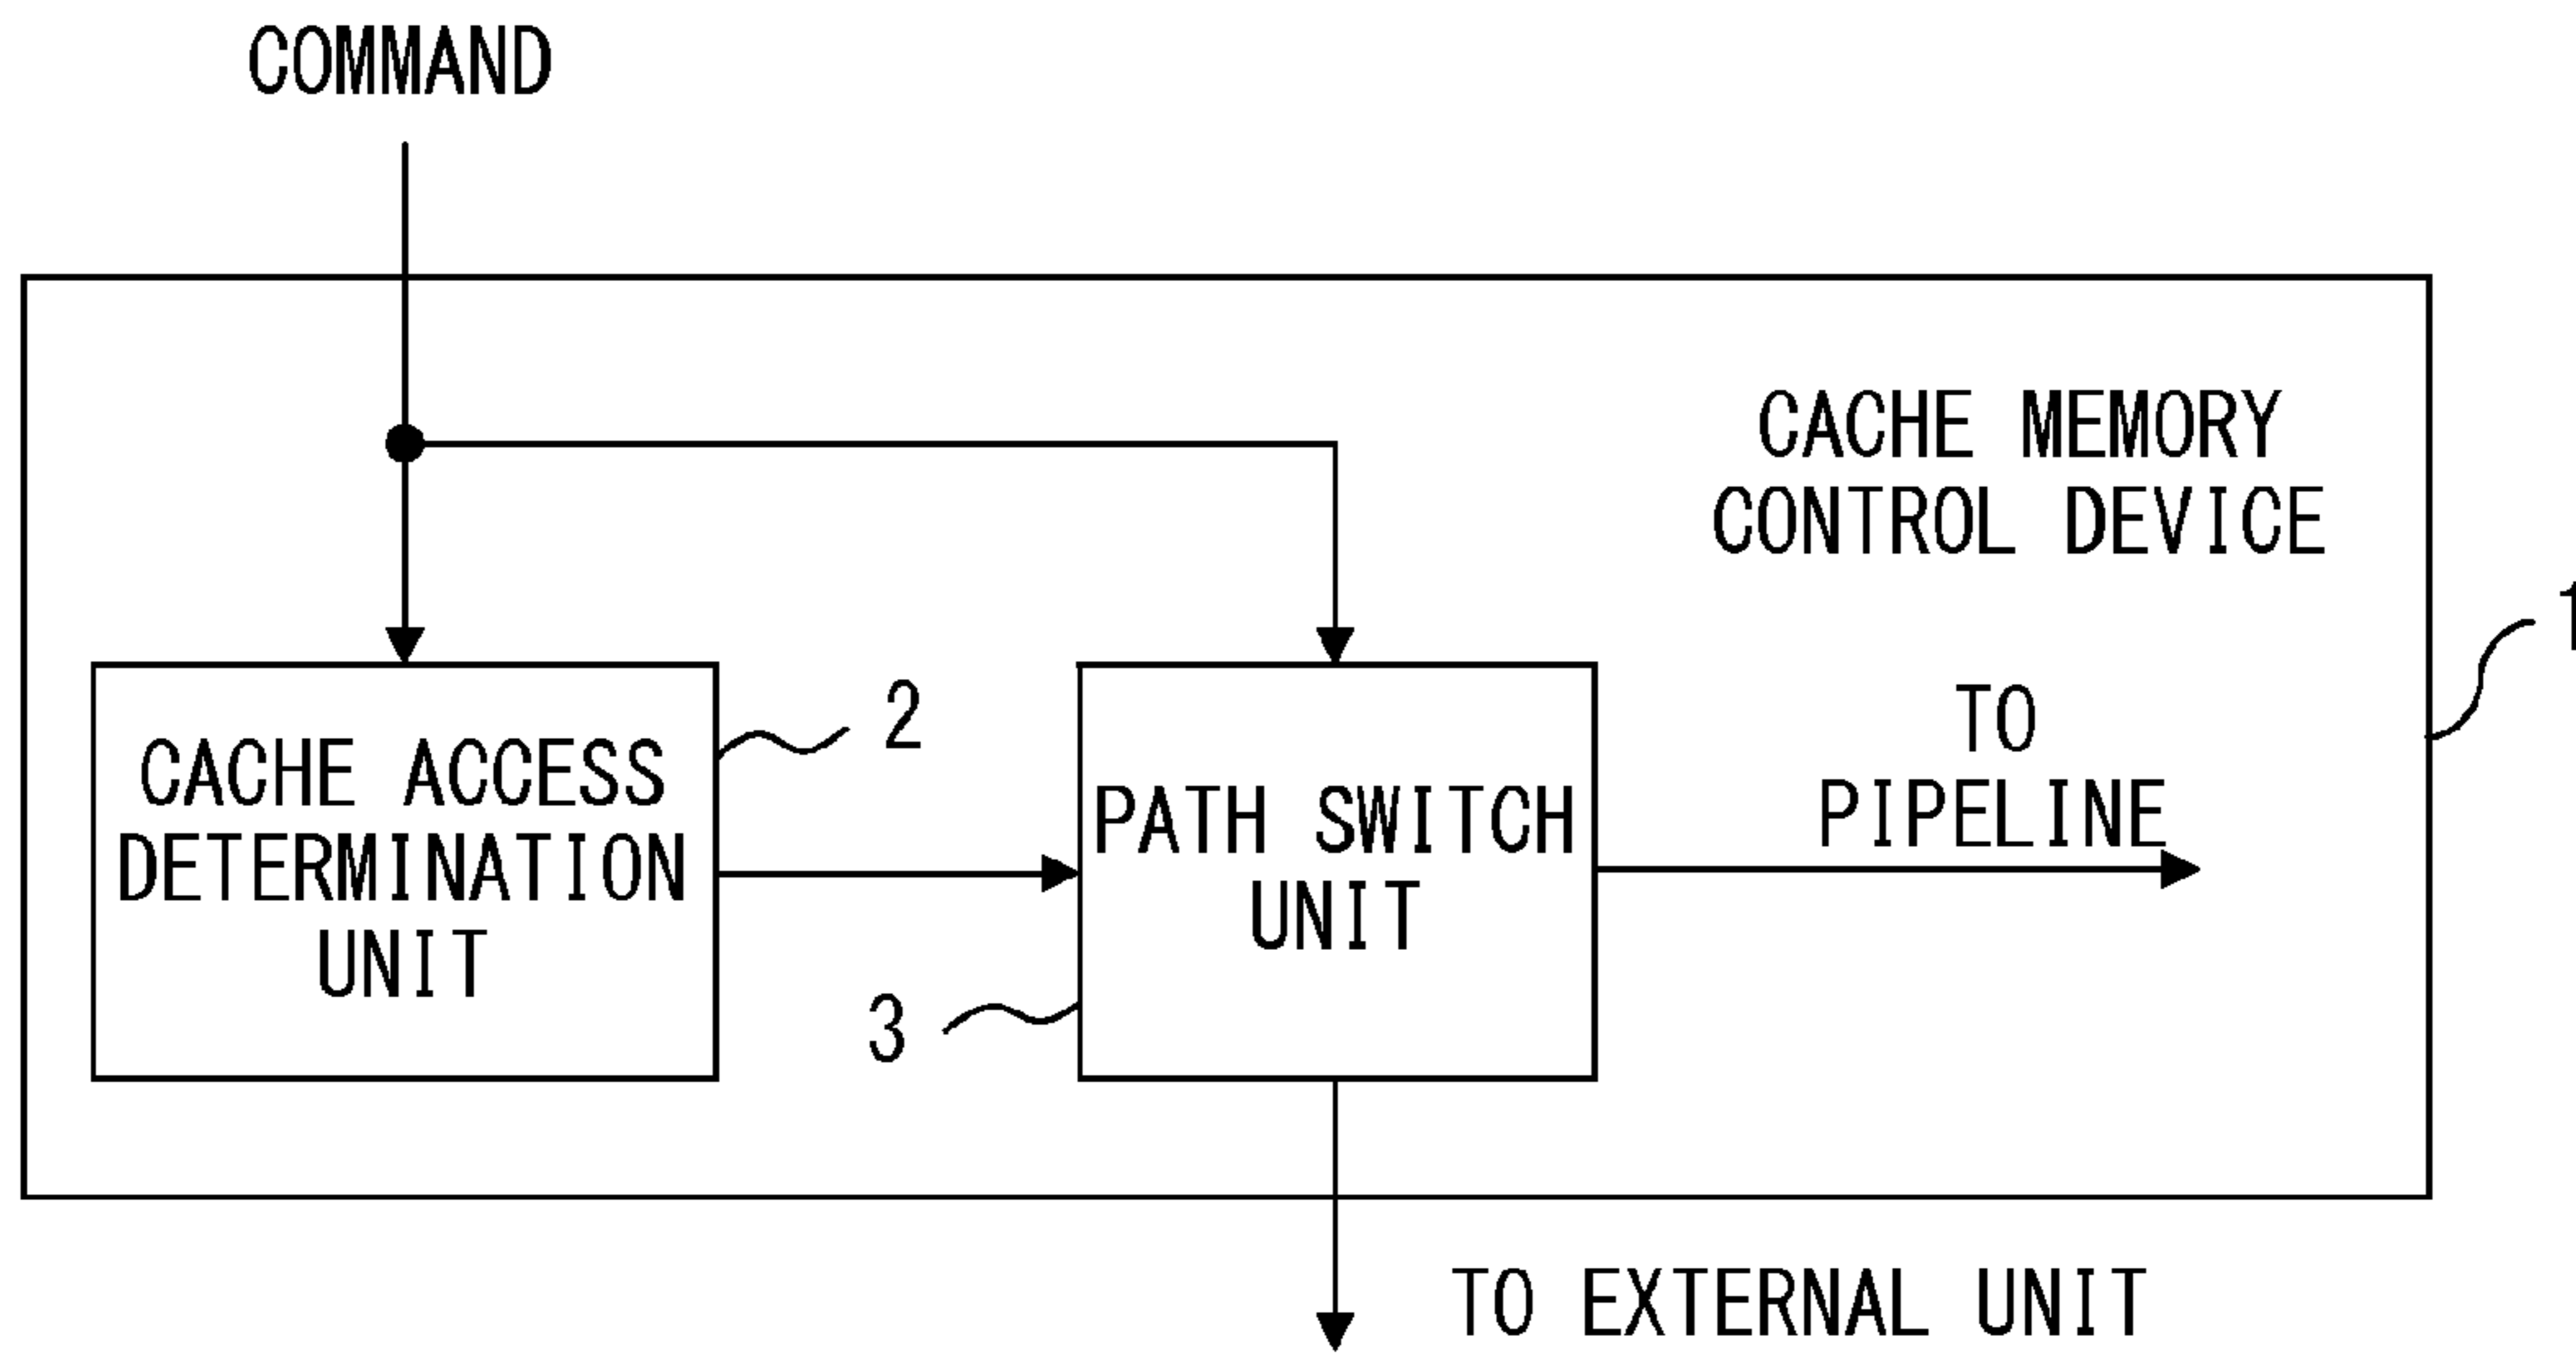 COMMAND
CACHE MEMORY
CONTROL DEVICE
1
2
CACHE ACCESS
DETERMINATION
UNIT
3
PATH SWITCH
UNIT
TO
PIPELINE
TO EXTERNAL UNIT